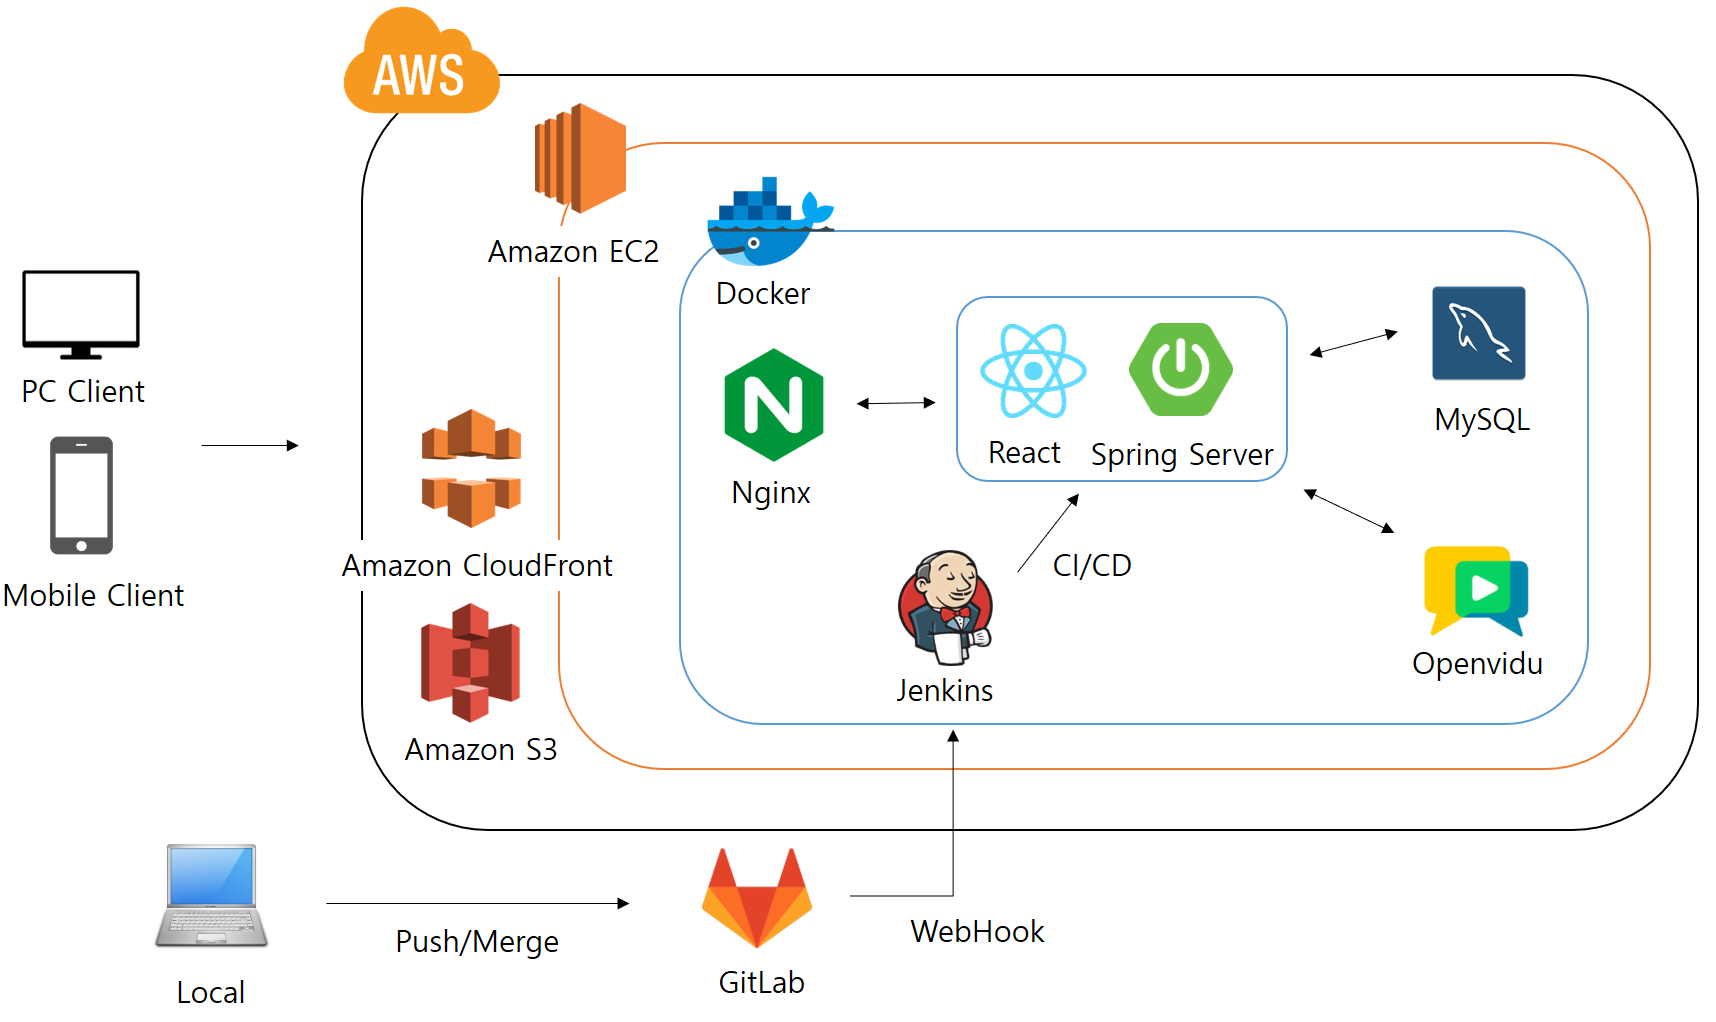 AWS
Amazon EC2
Docker
PC Client
MySQL
React
Spring Server
Nginx
Amazon CloudFront
CI/CD
Mobile Client
Openvidu
Jenkins
Amazon S3
Push/Merge
WebHook
GitLab
Local